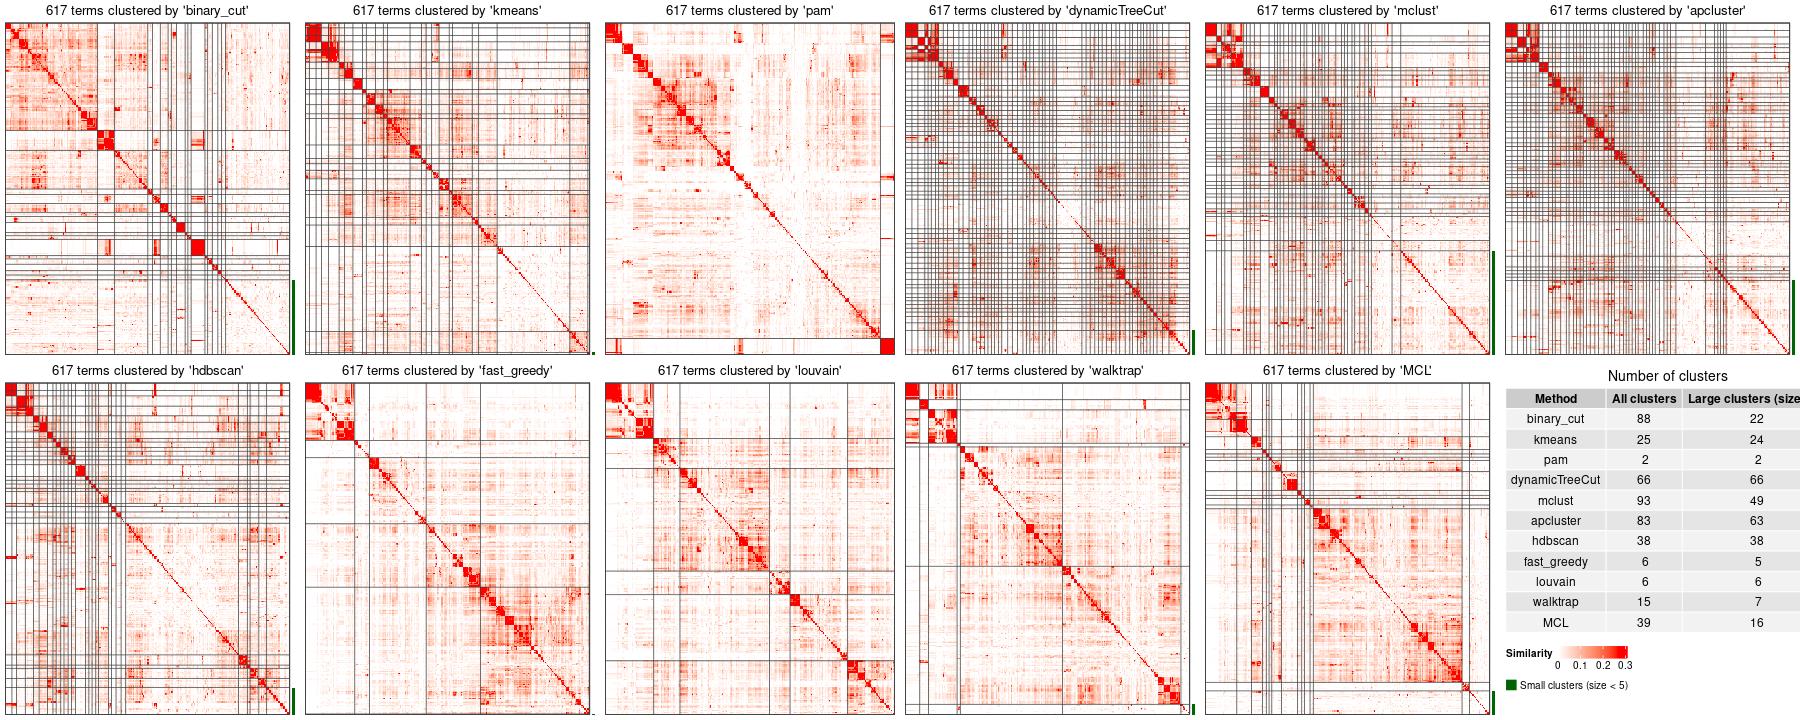 617 terms clustered by 'binary_cut'
617 terms clustered by 'kmeans'
617 terms clustered by 'pam'
617 terms clustered by 'dynamicTreeCut'
617 terms clustered by 'mclust'
617 terms clustered by 'apcluster'
617 terms clustered by 'hdbscan'
617 terms clustered by 'fast_greedy'
617 terms clustered by 'louvain'
617 terms clustered by 'walktrap'
617 terms clustered by 'MCL'
Number of clusters
Method All clusters Large clusters (size
binary_cut 88 22
kmeans 25 24
pam 2 2
dynamicTreeCut 66 66
mclust 93 49
apcluster 83 63
hdbscan 38 38
fast_greedy 6 5
louvain 6 6
walktrap 15 7
MCL 39 16
Similarity
0 0.1 0.2 0.3
Small clusters (size < 5)